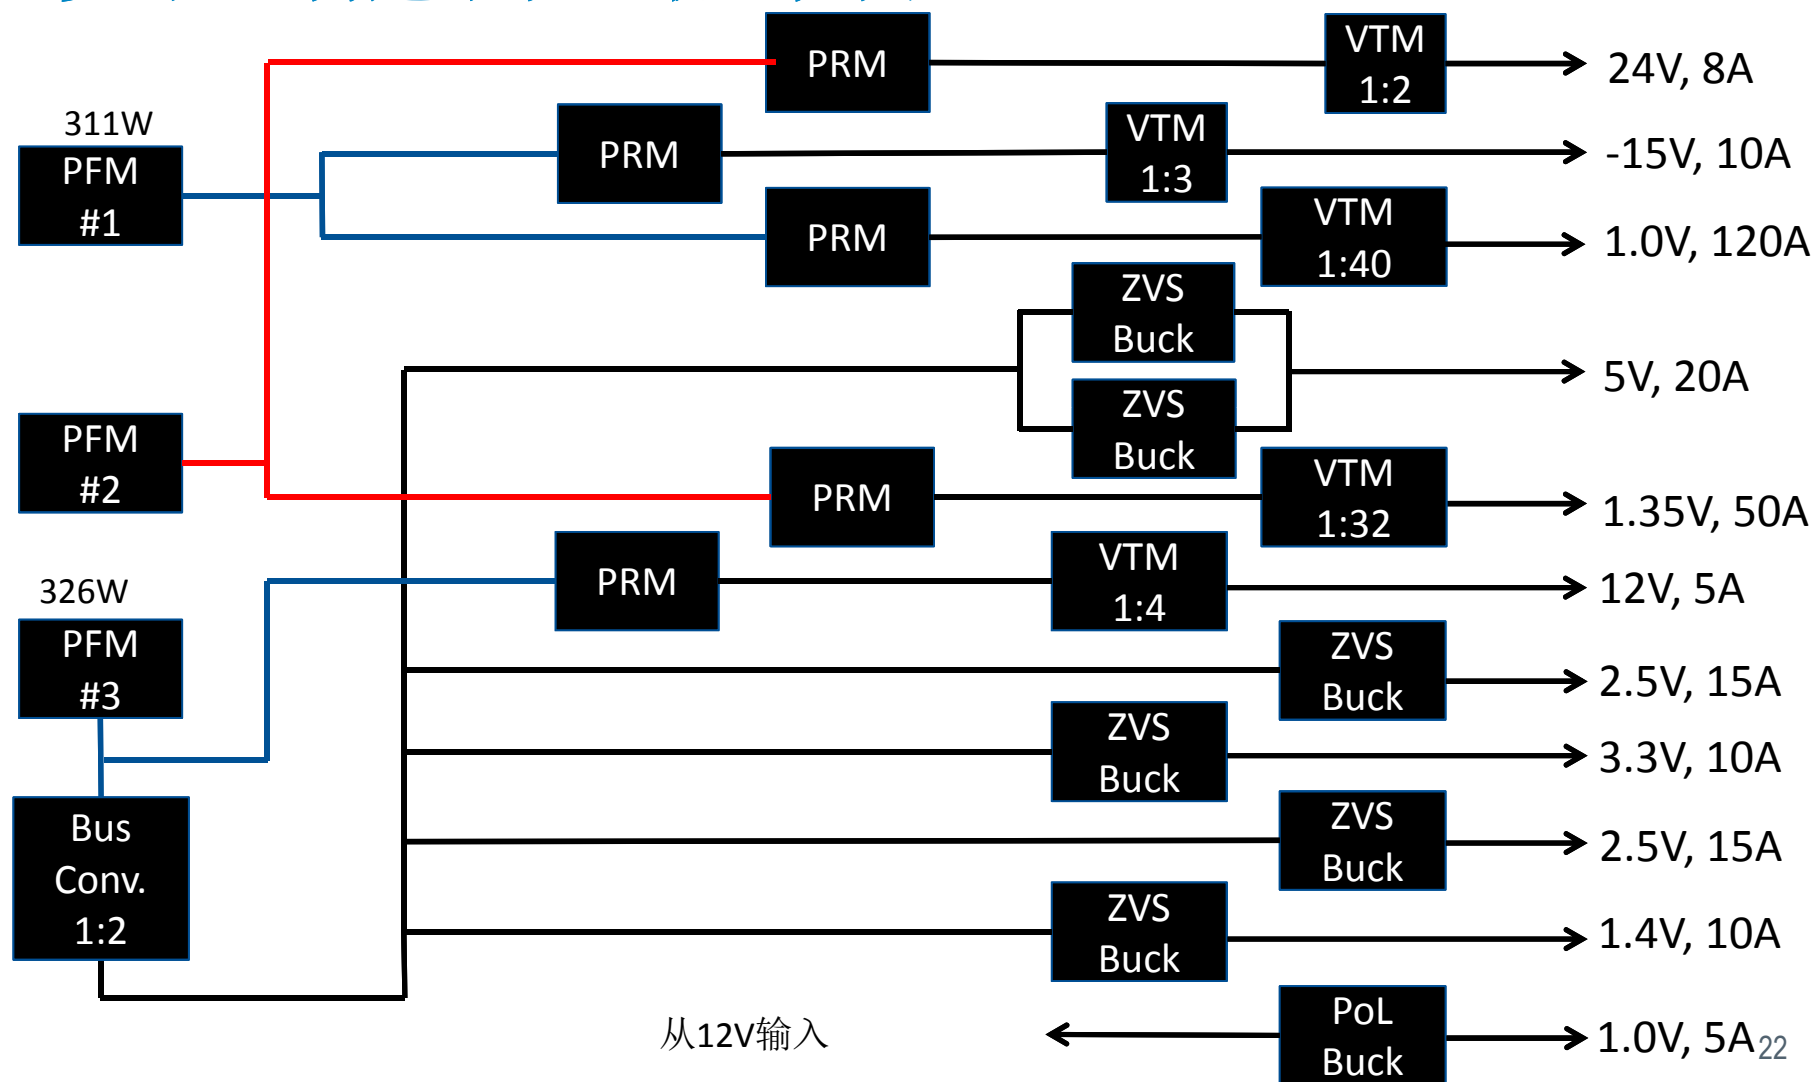 PRM
VTM
1:2
24V, 8A
311W
PFM
#1
PRM
VTM
1:3
-15V, 10A
PRM
VTM
1:40
1.0V, 120A
ZVS
Buck
ZVS
Buck
5V, 20A
PFM
#2
PRM
VTM
1:32
1.35V, 50A
PRM
VTM
1:4
12V, 5A
326W
PFM
#3
ZVS
Buck
2.5V, 15A
ZVS
Buck
3.3V, 10A
Bus
Conv.
1:2
ZVS
Buck
2.5V, 15A
ZVS
Buck
1.4V, 10A
从12V输入
PoL
Buck
1.0V, 5A
22